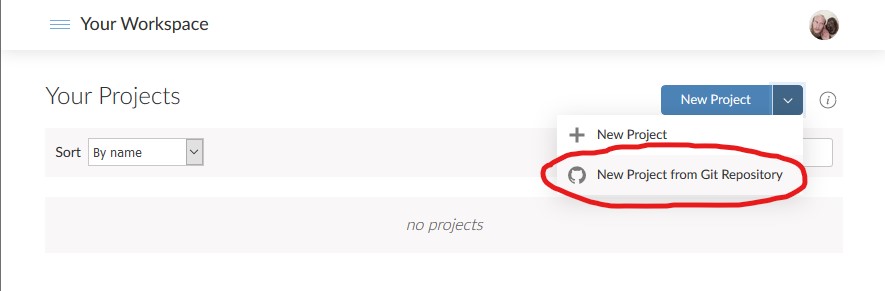 Your Workspace
Your Projects
New Project
New Project
Sort
By name
New Project from Git Repository
no projects